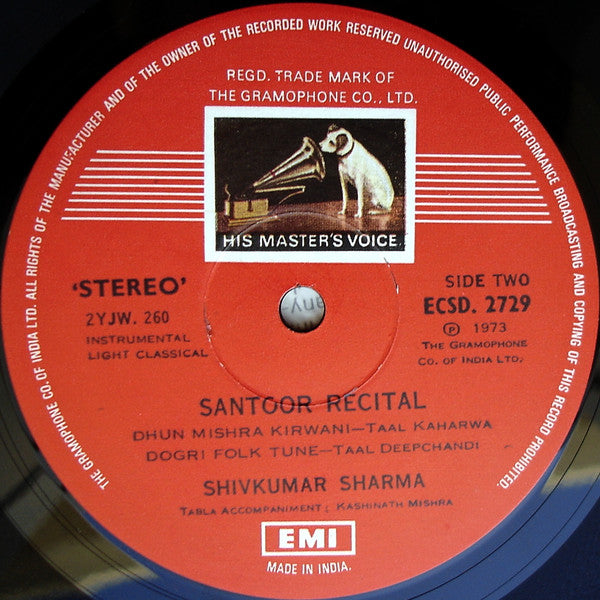 THE GRAMOPHONE CO. OF INDIA LTD. ALL RIGHTS OF THE MANUFACTURER AND OF THE OWNER OF THE RECORDED WORK RESERVED UNAUTHORISED PUBLIC PERFORMANCE BROADCASTING AND COPYING OF THIS RECORD PROHIBITED.
REGD. TRADE MARK OF
THE GRAMOPHONE CO., LTD.
HIS MASTER'S VOICE
'STEREO'
2YJW. 260
INSTRUMENTAL
LIGHT CLASSICAL
SIDE TWO
ECSD. 2729
Ⓟ 1973
THE GRAMOPHONE
CO. OF INDIA LTD.
SANTOOR RECITAL
DHUN MISHRA KIRWANI—TAAL KAHARWA
DOGRI FOLK TUNE—TAAL DEEPCHANDI
SHIVKUMAR SHARMA
TABLA ACCOMPANIMENT : KASHINATH MISHRA
EMI
MADE IN INDIA.